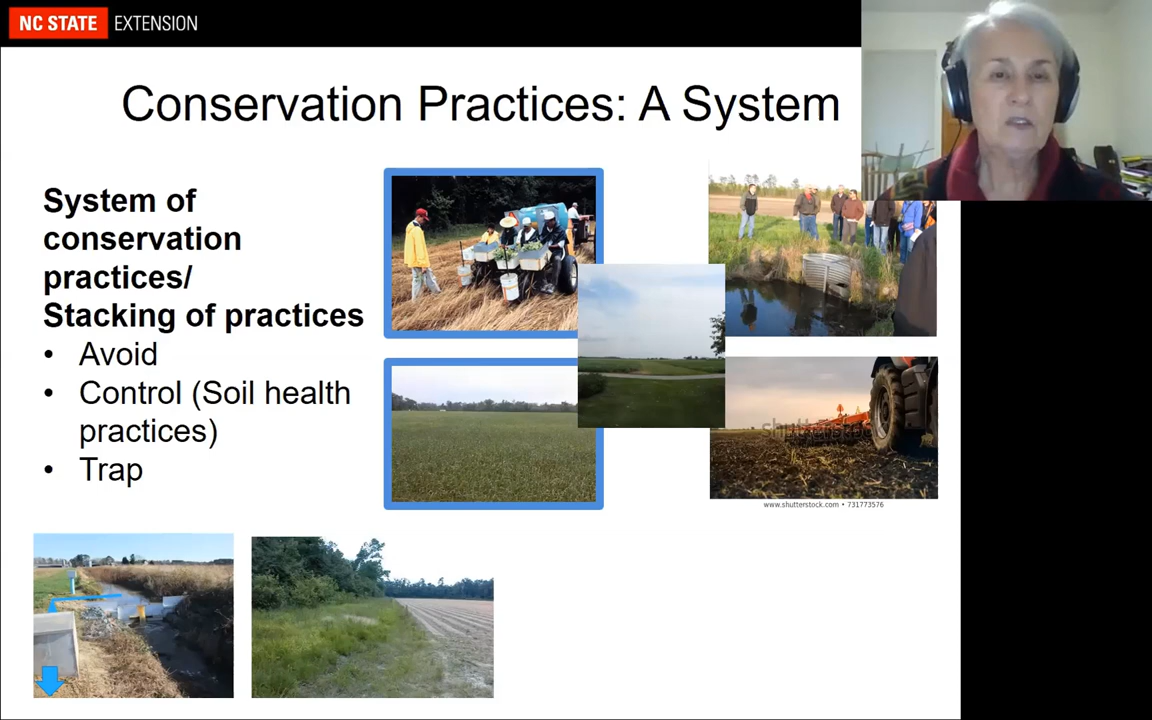 NC STATE EXTENSION
Conservation Practices: A System
System of
conservation
practices/
Stacking of practices
• Avoid
• Control (Soil health
practices)
• Trap
shutterstock
www.shutterstock.com • 731773576